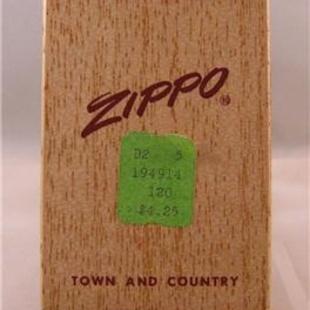 ZIPPO®
D2 5
194914
120
$4.25
TOWN AND COUNTRY